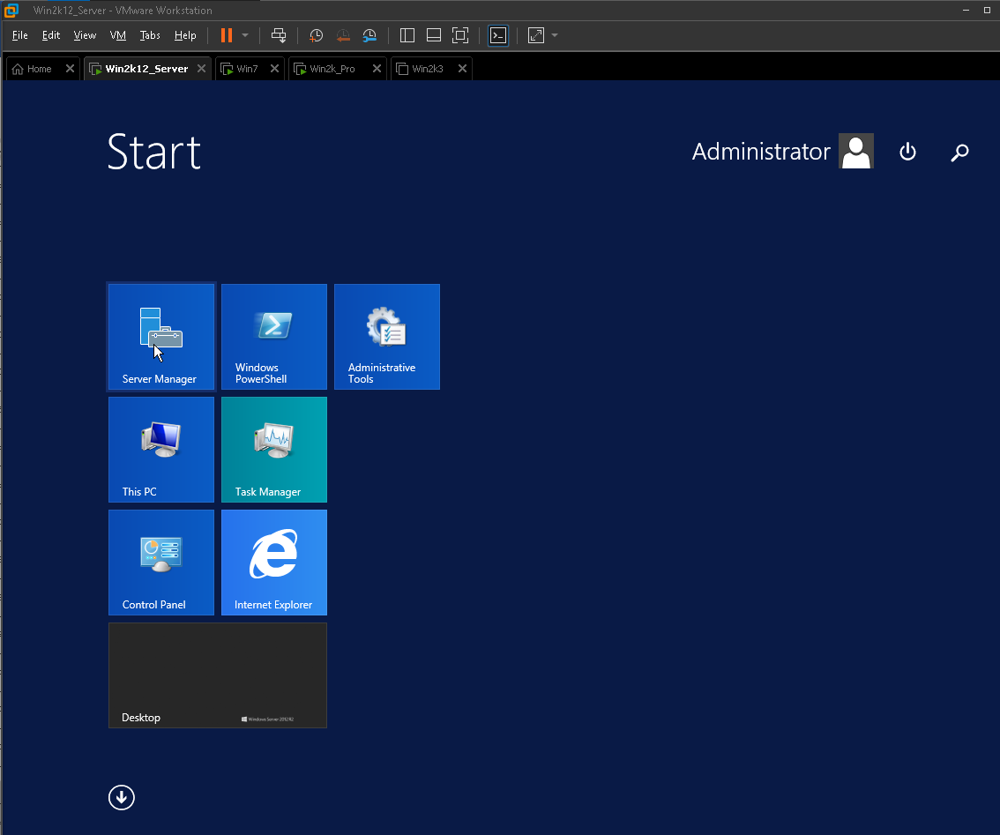 Win2k12_Server - VMware Workstation
File Edit View VM Tabs Help
Home Win2k12_Server Win7 Win2k_Pro Win2k3
Start
Administrator
Server Manager
Windows
PowerShell
Administrative
Tools
This PC
Task Manager
Control Panel
Internet Explorer
Desktop
Windows Server 2012 R2